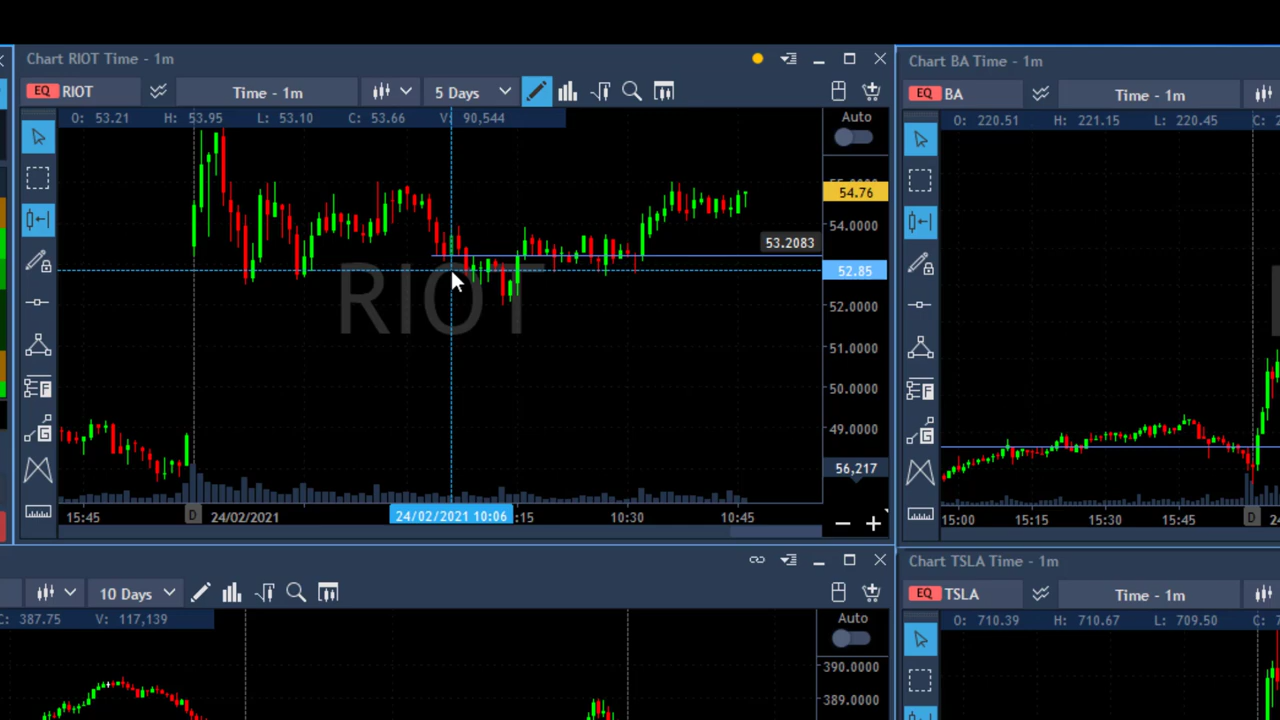 Chart RIOT Time - 1m
EQ RIOT Time - 1m 5 Days
O: 53.21 H: 53.95 L: 53.10 C: 53.66 V: 90,544
Auto
54.76
54.0000
53.2083
52.85
RIOT
52.0000
51.0000
50.0000
49.0000
56,217
15:45 D 24/02/2021 24/02/2021 10:06 :15 10:30 10:45
Chart BA Time - 1m
EQ BA Time - 1m
O: 220.51 H: 221.15 L: 220.45 C:
F
G
15:00 15:15 15:30 15:45 D
10 Days
C: 387.75 V: 117,139
Auto
390.0000
389.0000
Chart TSLA Time - 1m
EQ TSLA Time - 1m
O: 710.39 H: 710.67 L: 709.50 C: